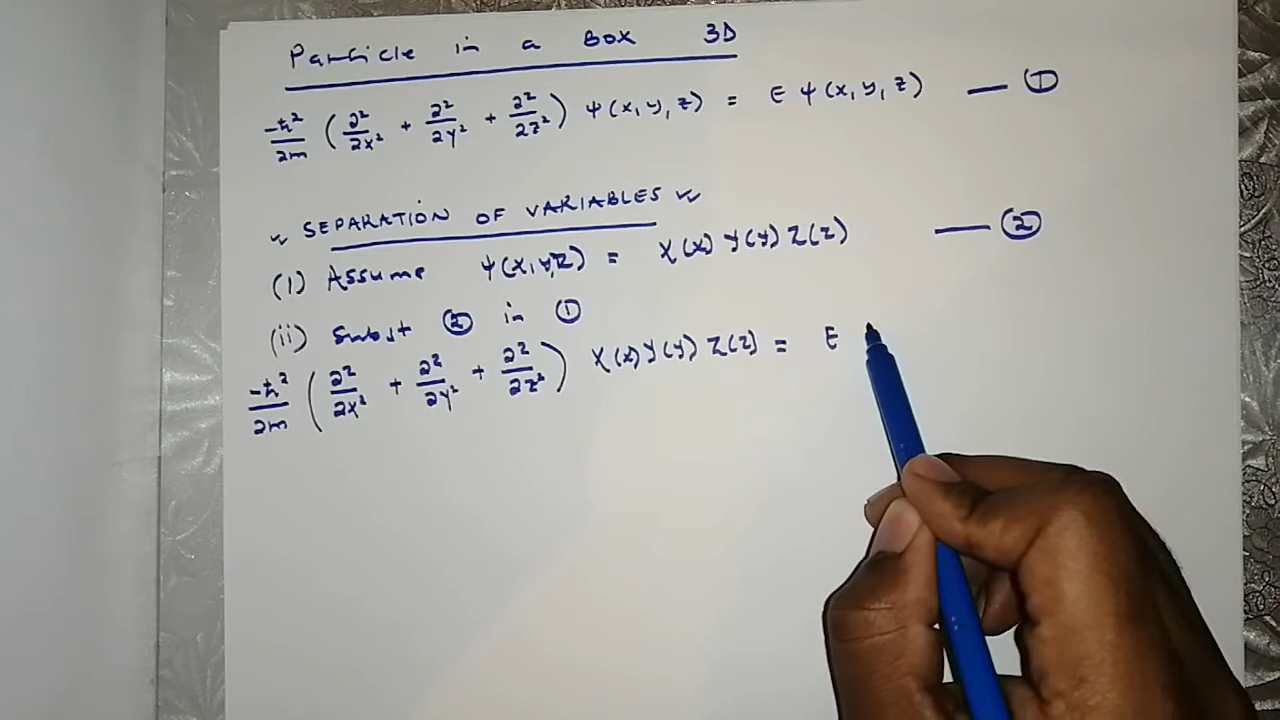 Particle in a Box 3D
-ħ²/2m (∂²/∂x² + ∂²/∂y² + ∂²/∂z²) ψ(x,y,z) = E ψ(x,y,z) — ①
" SEPARATION OF VARIABLES "
(i) Assume ψ(x,y,z) = X(x) Y(y) Z(z) — ②
(ii) Subst ② in ①
-ħ²/2m (∂²/∂x² + ∂²/∂y² + ∂²/∂z²) X(x) Y(y) Z(z) = E